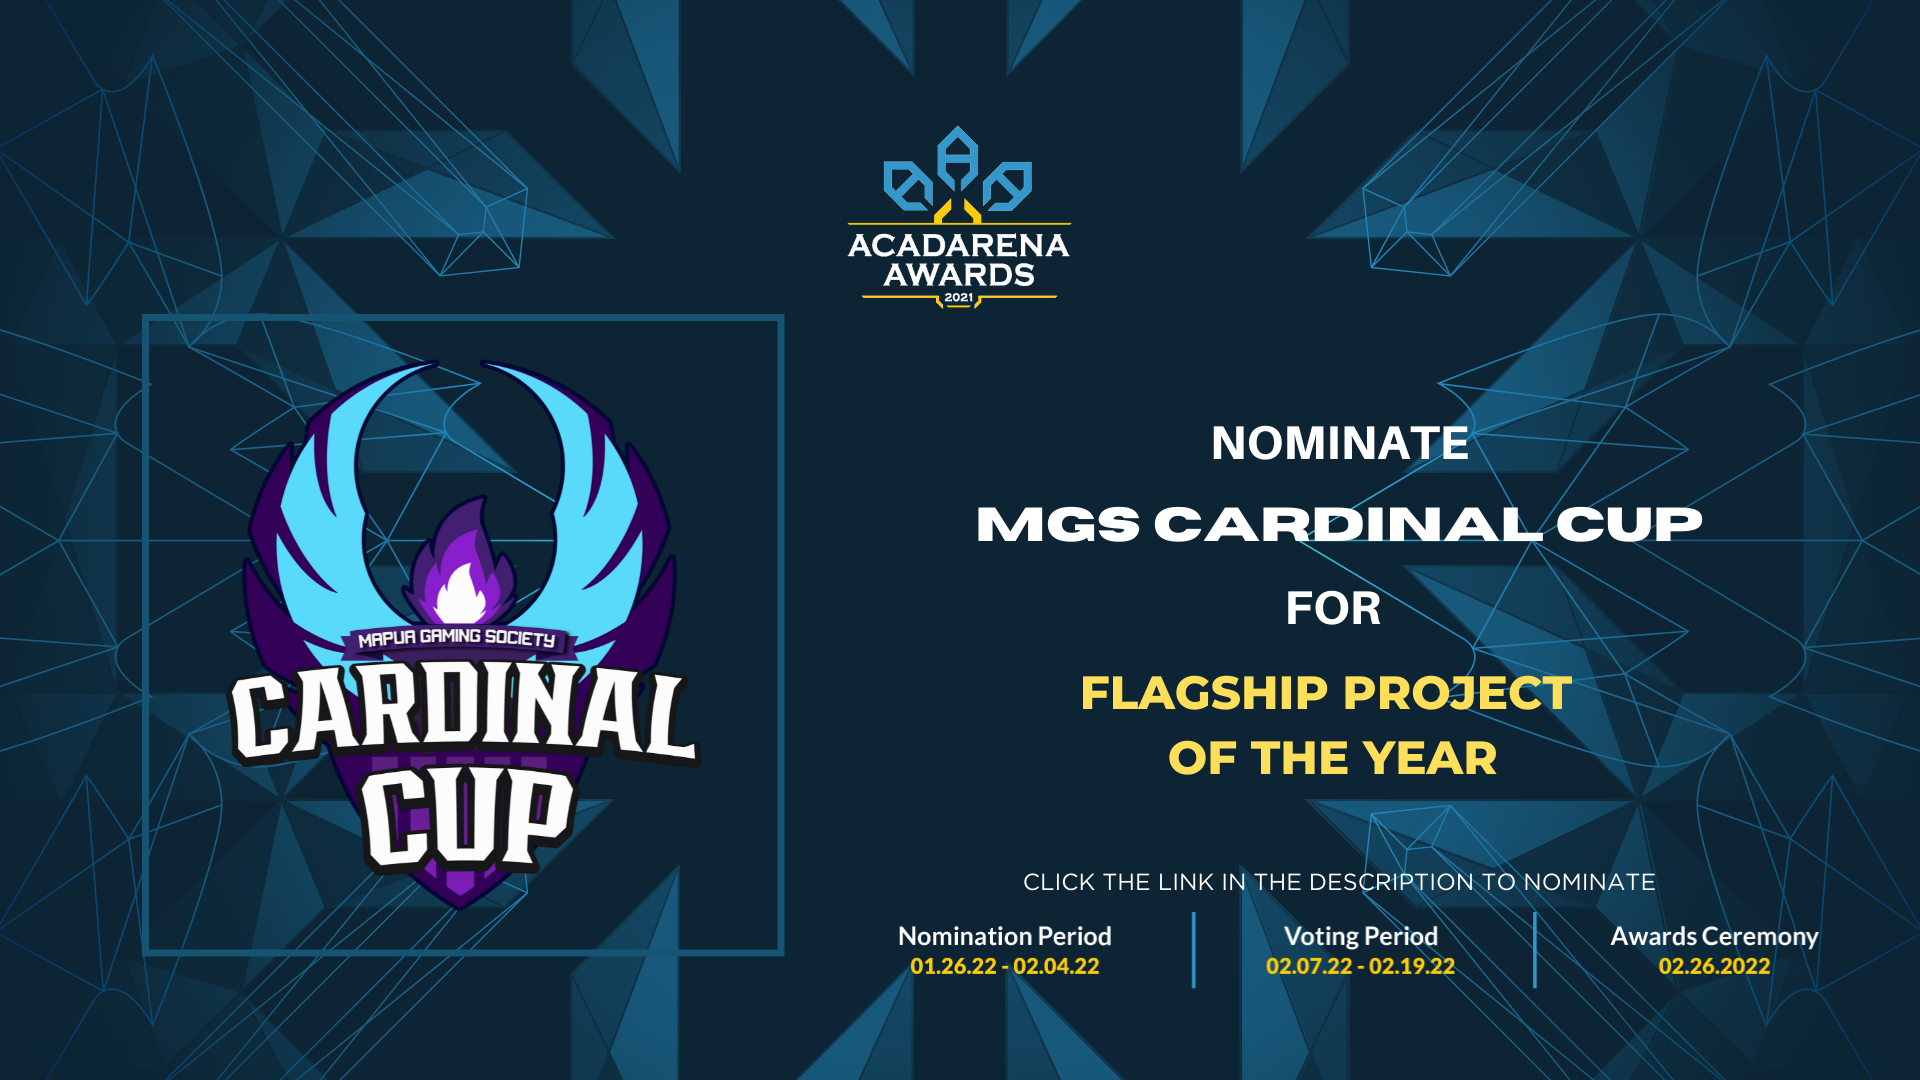 ACADARENA
AWARDS
2021
MAPUA GAMING SOCIETY
CARDINAL
CUP
NOMINATE
MGS CARDINAL CUP
FOR
FLAGSHIP PROJECT
OF THE YEAR
CLICK THE LINK IN THE DESCRIPTION TO NOMINATE
Nomination Period
01.26.22 - 02.04.22
Voting Period
02.07.22 - 02.19.22
Awards Ceremony
02.26.2022